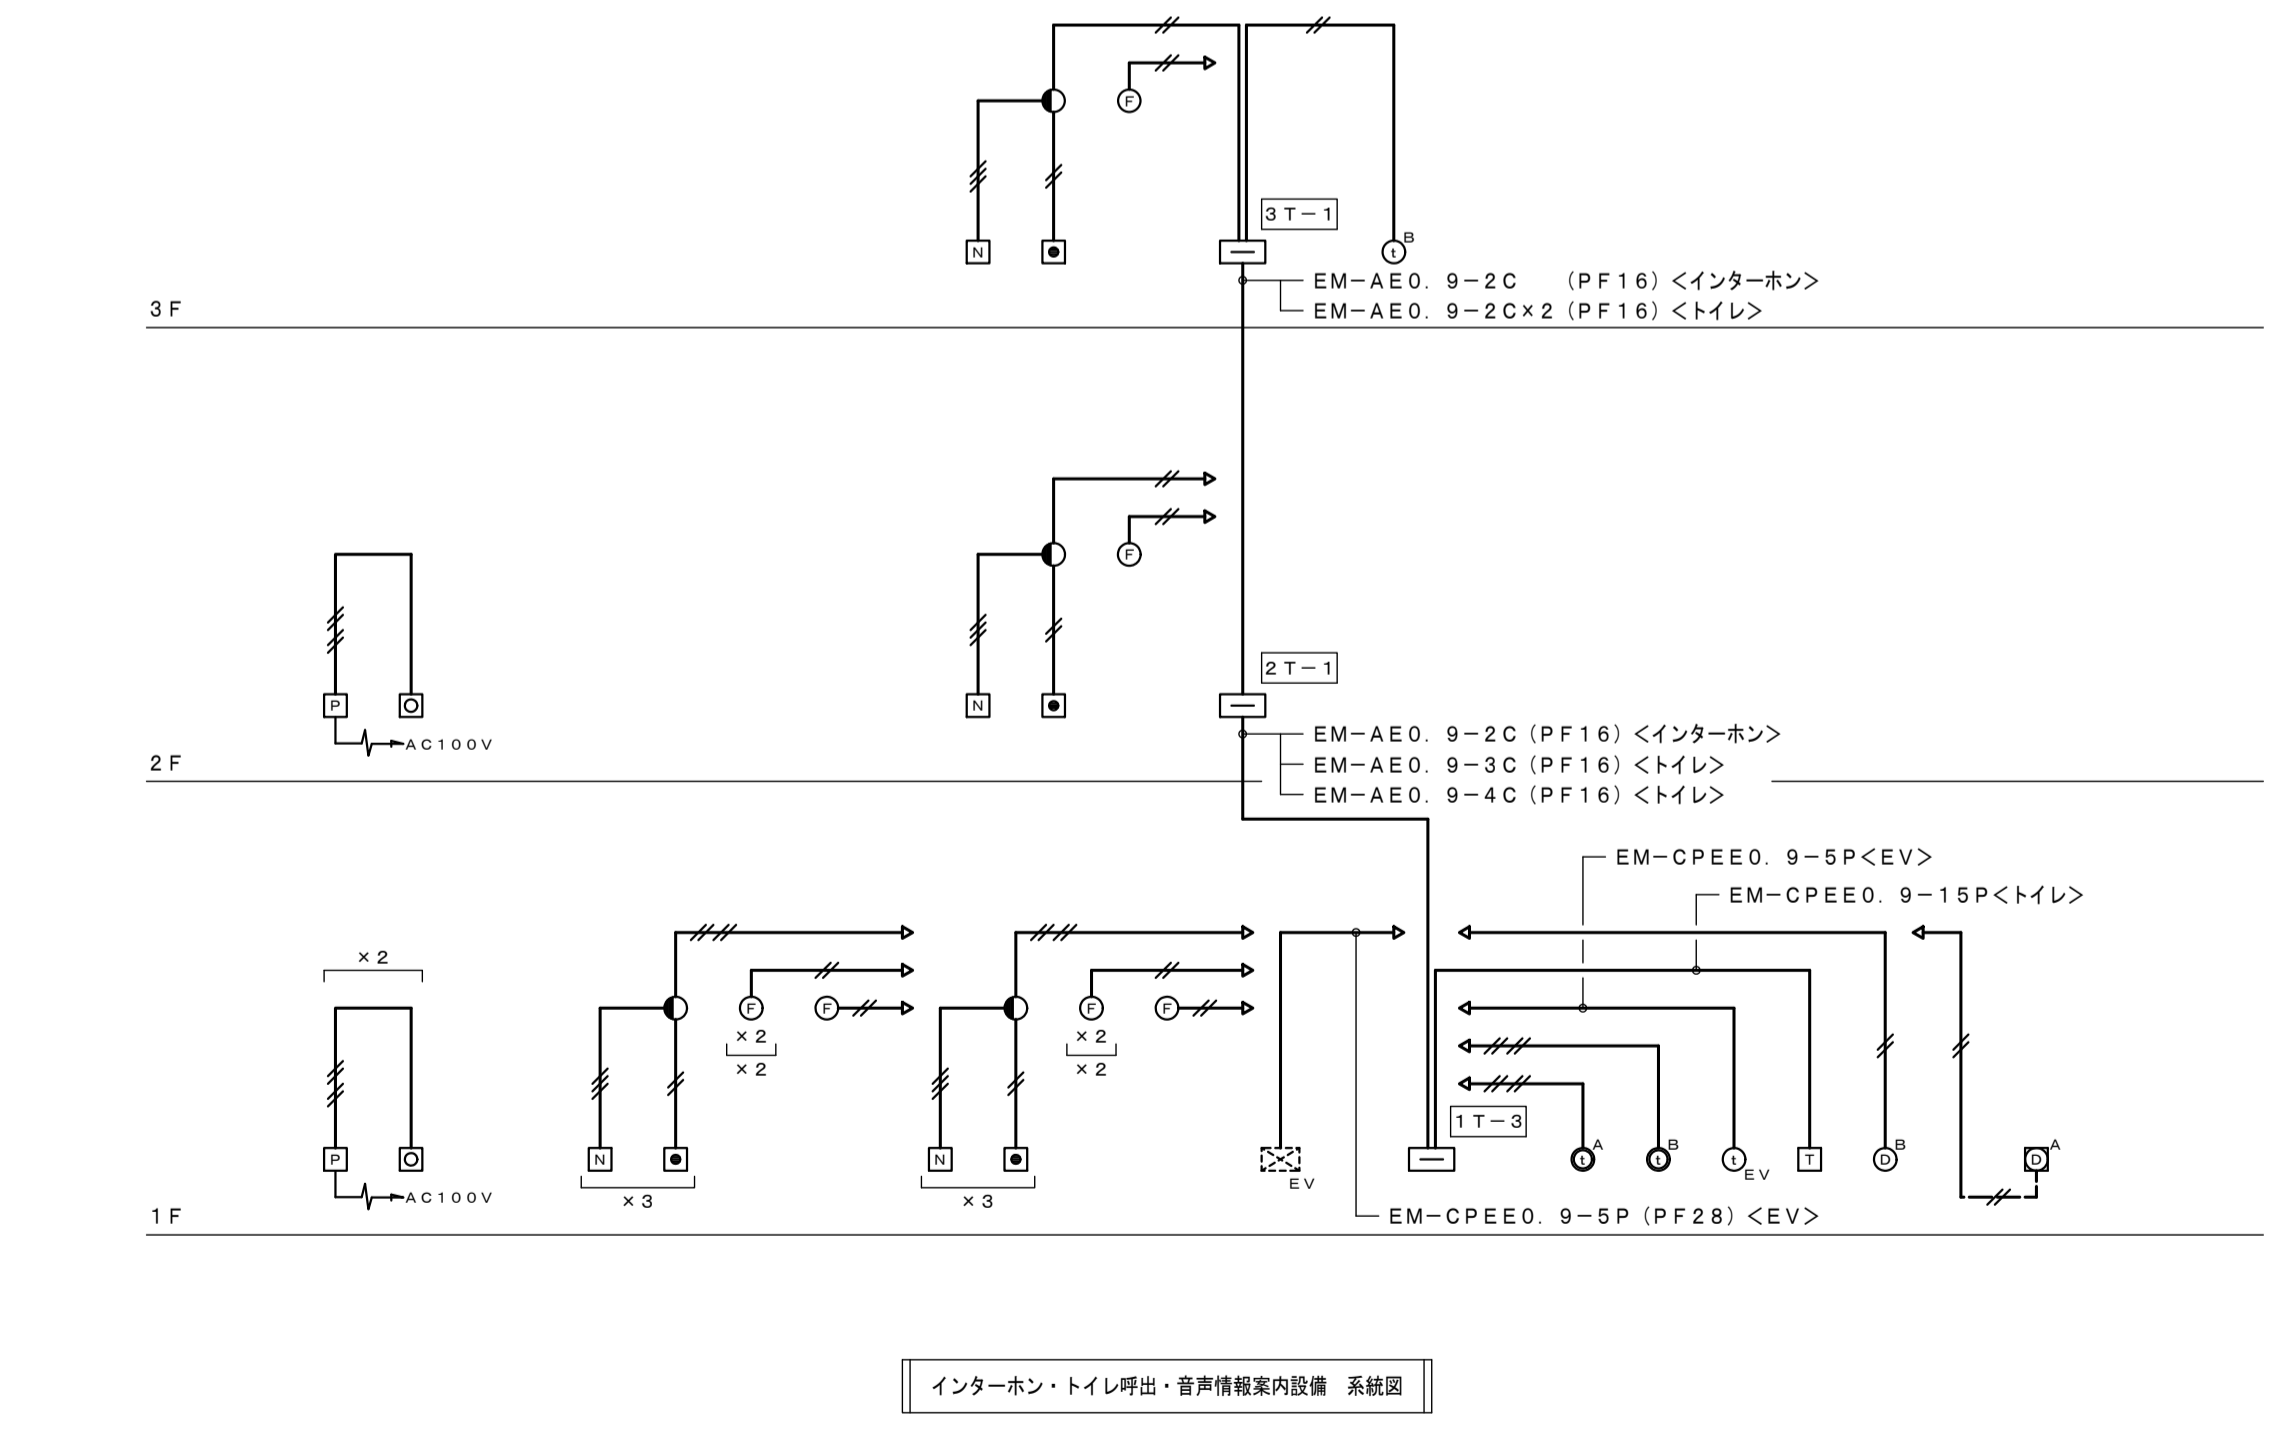 F
3T-1
N
B
t
EM-AE0.9-2C (PF16)<インターホン>
3F
EM-AE0.9-2C×2(PF16)<トイレ>
F
2T-1
P
N
EM-AE0.9-2C(PF16)<インターホン>
AC100V
2F
EM-AE0.9-3C(PF16)<トイレ>
EM-AE0.9-4C(PF16)<トイレ>
EM-CPEE0.9-5P<EV>
EM-CPEE0.9-15P<トイレ>
×2
F
F
F
F
×2
×2
×2
×2
1T-3
P
N
N
EV
t A
t B
t EV
T
D B
D A
AC100V
×3
×3
1F
EM-CPEE0.9-5P(PF28)<EV>
インターホン・トイレ呼出・音声情報案内設備 系統図